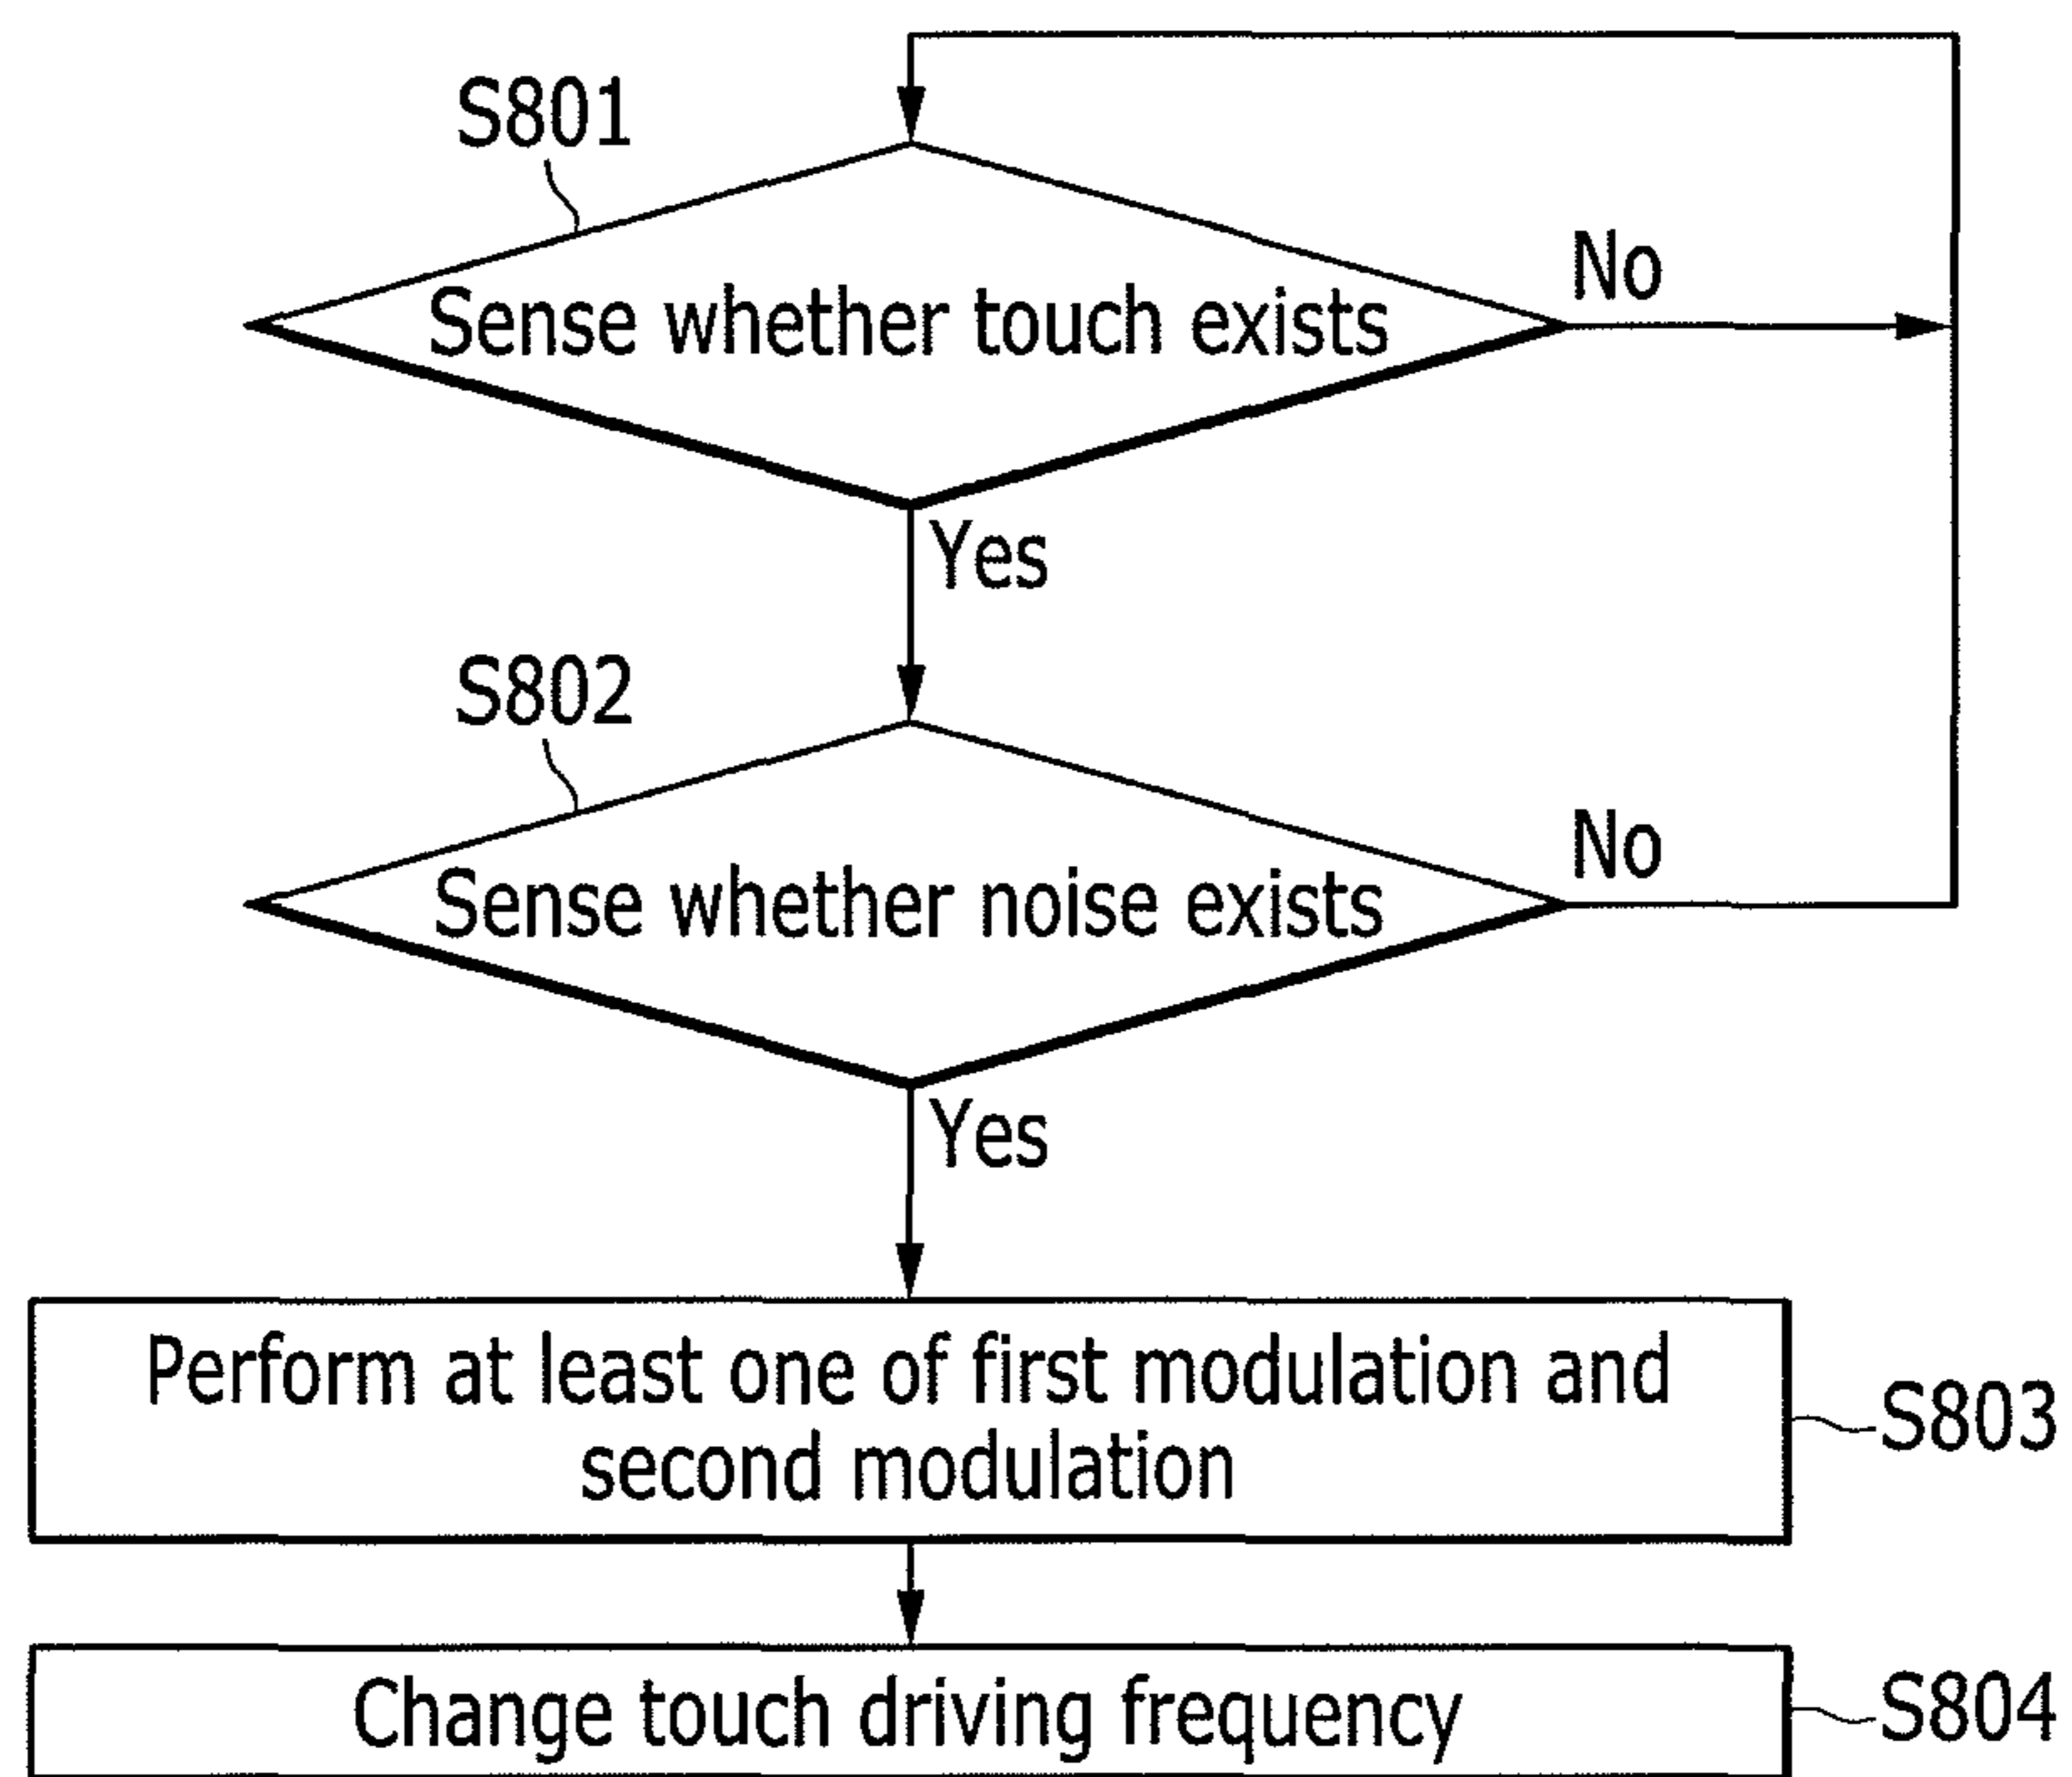 S801
Sense whether touch exists
No
Yes
S802
Sense whether noise exists
No
Yes
Perform at least one of first modulation and
second modulation
S803
Change touch driving frequency
S804